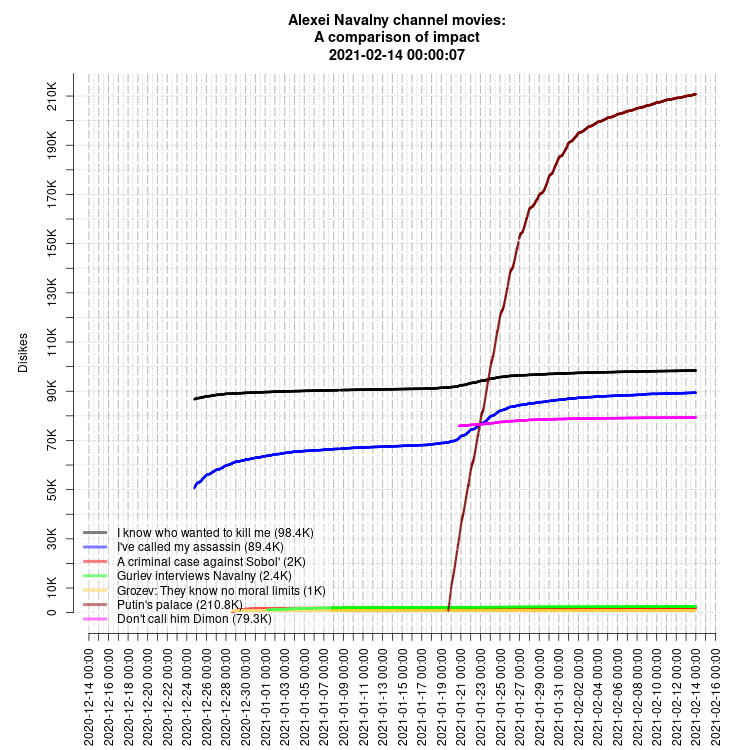 Alexei Navalny channel movies:
A comparison of impact
2021-02-14 00:00:07
Disikes
210K
190K
170K
150K
130K
110K
90K
70K
50K
30K
10K
0
I know who wanted to kill me (98.4K)
I've called my assassin (89.4K)
A criminal case against Sobol' (2K)
Guriev interviews Navalny (2.4K)
Grozev: They know no moral limits (1K)
Putin's palace (210.8K)
Don't call him Dimon (79.3K)
2020-12-14 00:00
2020-12-16 00:00
2020-12-18 00:00
2020-12-20 00:00
2020-12-22 00:00
2020-12-24 00:00
2020-12-26 00:00
2020-12-28 00:00
2020-12-30 00:00
2021-01-01 00:00
2021-01-03 00:00
2021-01-05 00:00
2021-01-07 00:00
2021-01-09 00:00
2021-01-11 00:00
2021-01-13 00:00
2021-01-15 00:00
2021-01-17 00:00
2021-01-19 00:00
2021-01-21 00:00
2021-01-23 00:00
2021-01-25 00:00
2021-01-27 00:00
2021-01-29 00:00
2021-01-31 00:00
2021-02-02 00:00
2021-02-04 00:00
2021-02-06 00:00
2021-02-08 00:00
2021-02-10 00:00
2021-02-12 00:00
2021-02-14 00:00
2021-02-16 00:00